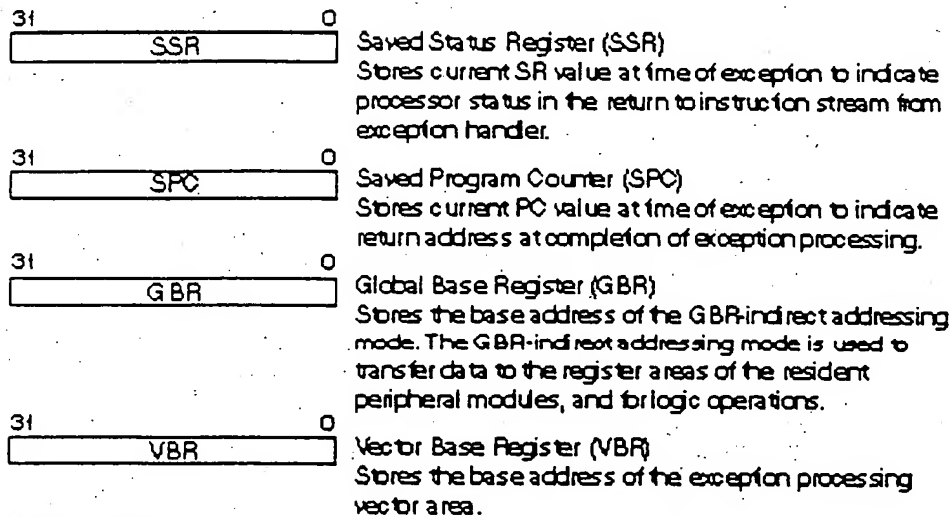 31 0
SSR
Saved Status Register (SSR)
Stores current SR value at time of exception to indicate
processor status in the return to instruction stream from
exception handler.
31 0
SPC
Saved Program Counter (SPC)
Stores current PC value at time of exception to indicate
return address at completion of exception processing.
31 0
GBR
Global Base Register (GBR)
Stores the base address of the GBR-indirect addressing
mode. The GBR-indirect addressing mode is used to
transfer data to the register areas of the resident
peripheral modules, and for logic operations.
31 0
VBR
Vector Base Register (VBR)
Stores the base address of the exception processing
vector area.